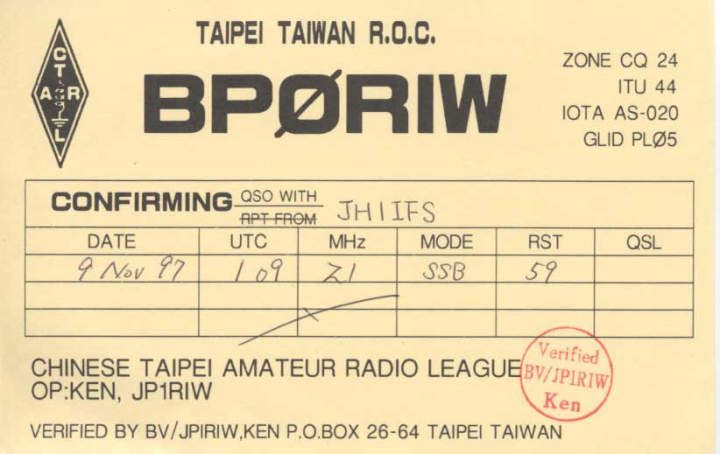 TAIPEI TAIWAN R.O.C.
CTARL
BPØRIW
ZONE CQ 24
ITU 44
IOTA AS-020
GLID PLØ5
CONFIRMING QSO WITH RPT FROM JH1IFS
DATE UTC MHz MODE RST QSL
9 Nov 97 1 09 21 SSB 59
CHINESE TAIPEI AMATEUR RADIO LEAGUE
OP:KEN, JP1RIW
Verified
BV/JP1RIW
Ken
VERIFIED BY BV/JPIRIW,KEN P.O.BOX 26-64 TAIPEI TAIWAN